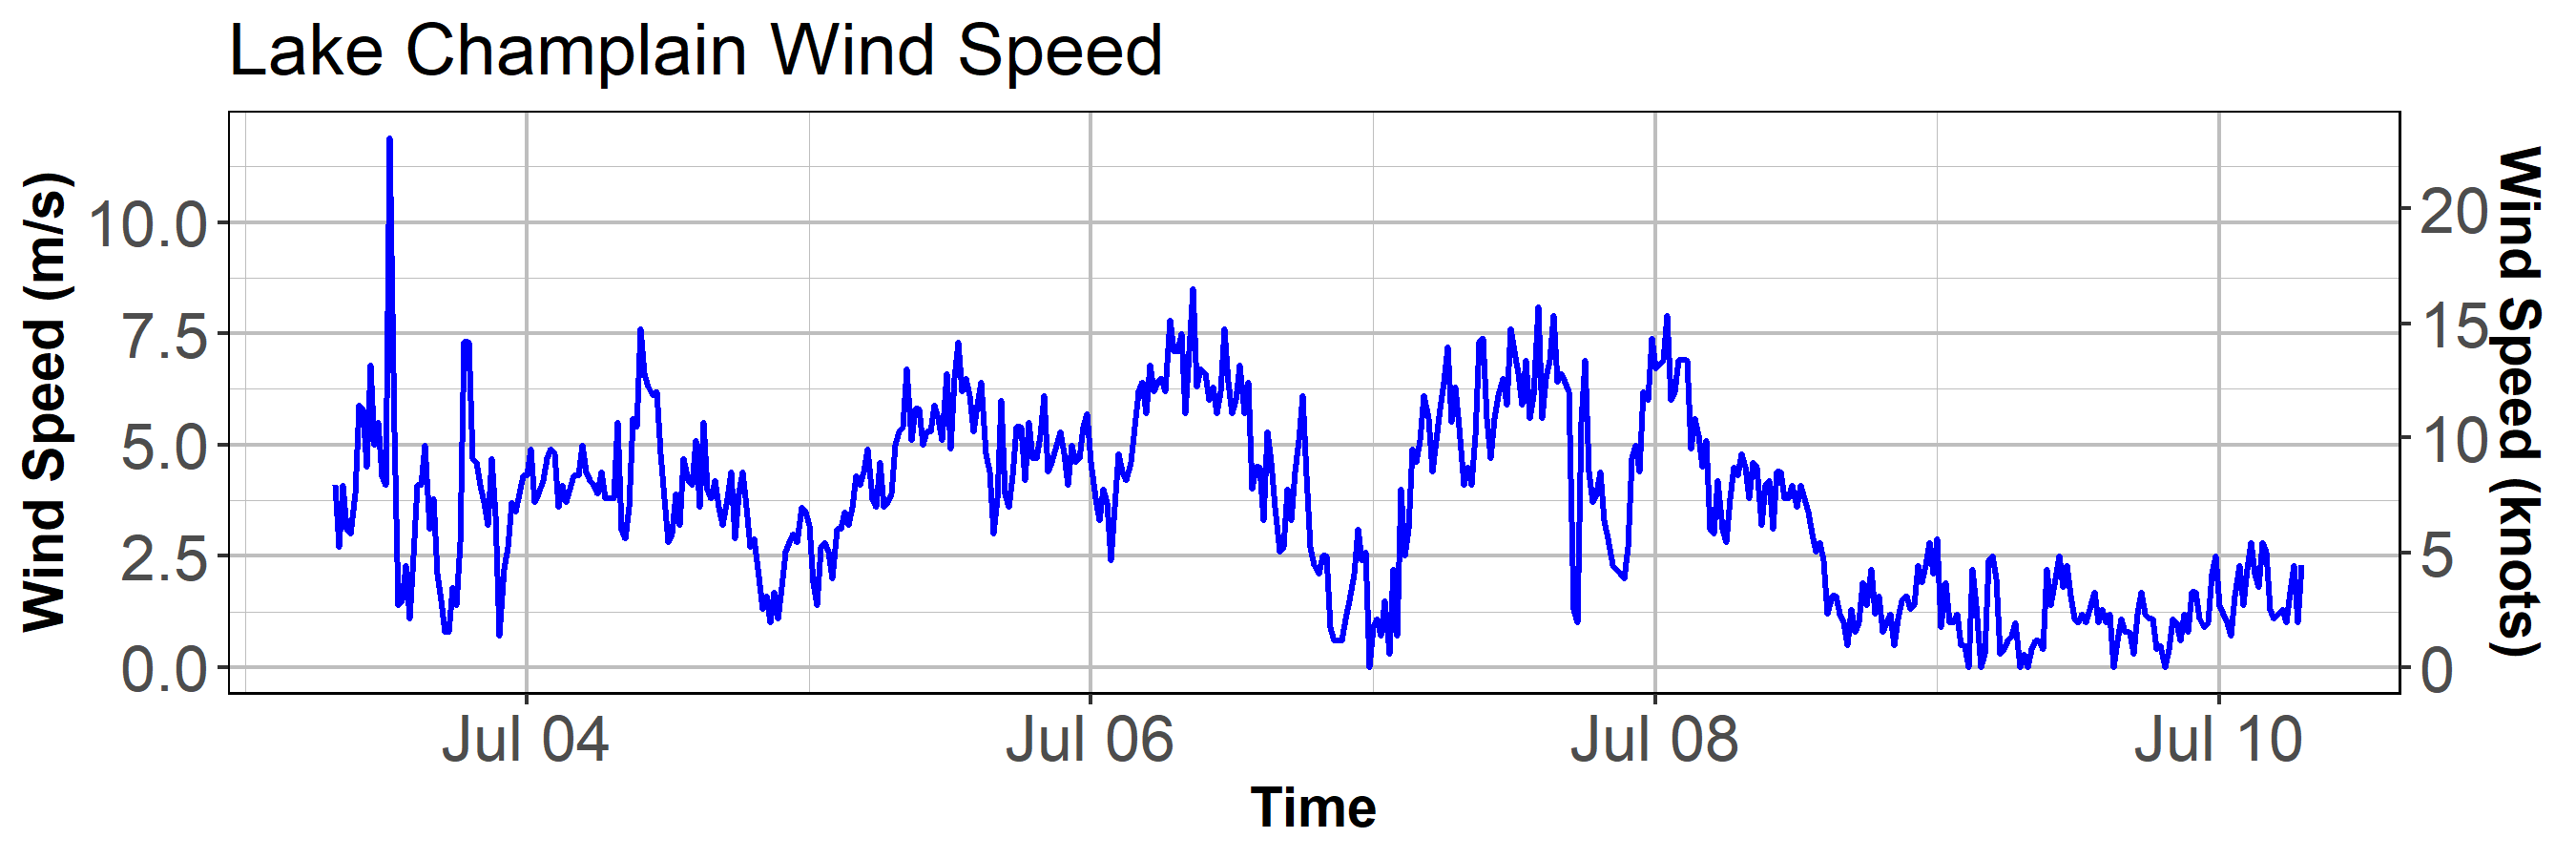 Lake Champlain Wind Speed
Wind Speed (m/s)
10.0
7.5
5.0
2.5
0.0
20
15
10
5
0
Wind Speed (knots)
Jul 04
Jul 06
Jul 08
Jul 10
Time